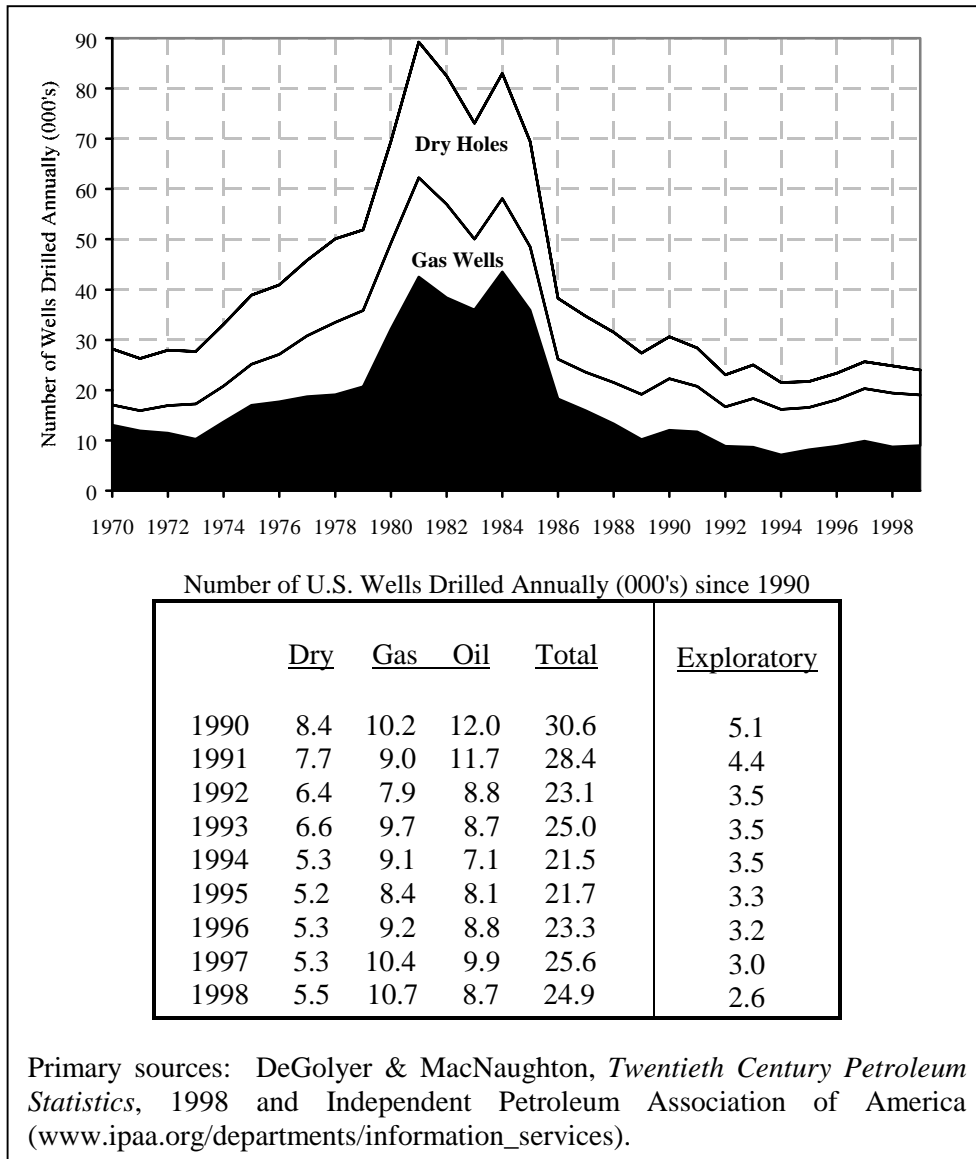 Number of Wells Drilled Annually (000's)
90
80
70
60
50
40
30
20
10
0
Dry Holes
Gas Wells
1970 1972 1974 1976 1978 1980 1982 1984 1986 1988 1990 1992 1994 1996 1998
Number of U.S. Wells Drilled Annually (000's) since 1990
Dry Gas Oil Total Exploratory
1990 8.4 10.2 12.0 30.6 5.1
1991 7.7 9.0 11.7 28.4 4.4
1992 6.4 7.9 8.8 23.1 3.5
1993 6.6 9.7 8.7 25.0 3.5
1994 5.3 9.1 7.1 21.5 3.5
1995 5.2 8.4 8.1 21.7 3.3
1996 5.3 9.2 8.8 23.3 3.2
1997 5.3 10.4 9.9 25.6 3.0
1998 5.5 10.7 8.7 24.9 2.6
Primary sources: DeGolyer & MacNaughton, Twentieth Century Petroleum
Statistics, 1998 and Independent Petroleum Association of America
(www.ipaa.org/departments/information_services).